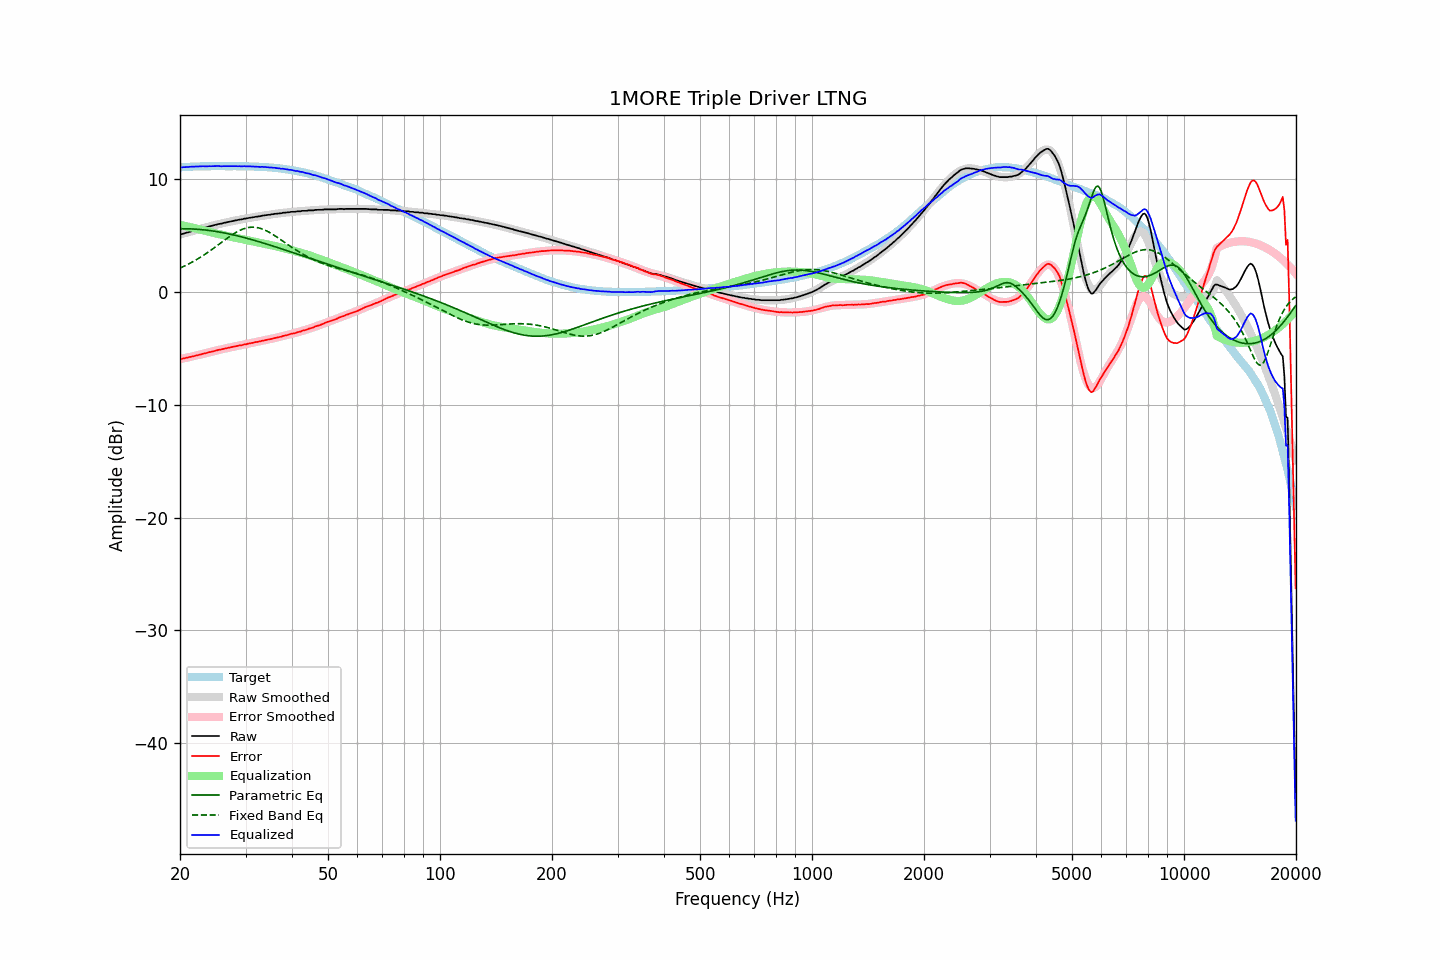 1MORE Triple Driver LTNG
10
0
−10
−20
−30
−40
Amplitude (dBr)
Target
Raw Smoothed
Error Smoothed
Raw
Error
Equalization
Parametric Eq
Fixed Band Eq
Equalized
20 50 100 200 500 1000 2000 5000 10000 20000
Frequency (Hz)